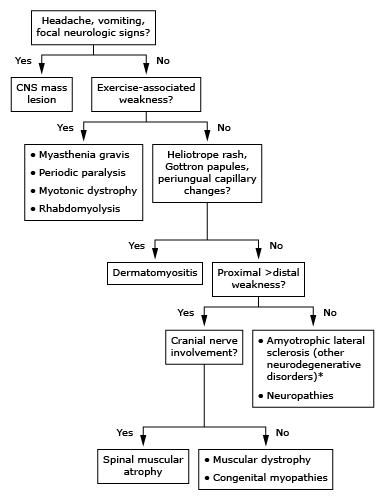 Headache, vomiting,
focal neurologic signs?
Yes
No
CNS mass
lesion
Exercise-associated
weakness?
Yes
No
• Myasthenia gravis
• Periodic paralysis
• Myotonic dystrophy
• Rhabdomyolysis
Heliotrope rash,
Gottron papules,
periungual capillary
changes?
Yes
No
Dermatomyositis
Proximal >distal
weakness?
Yes
No
Cranial nerve
involvement?
• Amyotrophic lateral
sclerosis (other
neurodegenerative
disorders)*
• Neuropathies
Yes
No
Spinal muscular
atrophy
• Muscular dystrophy
• Congenital myopathies